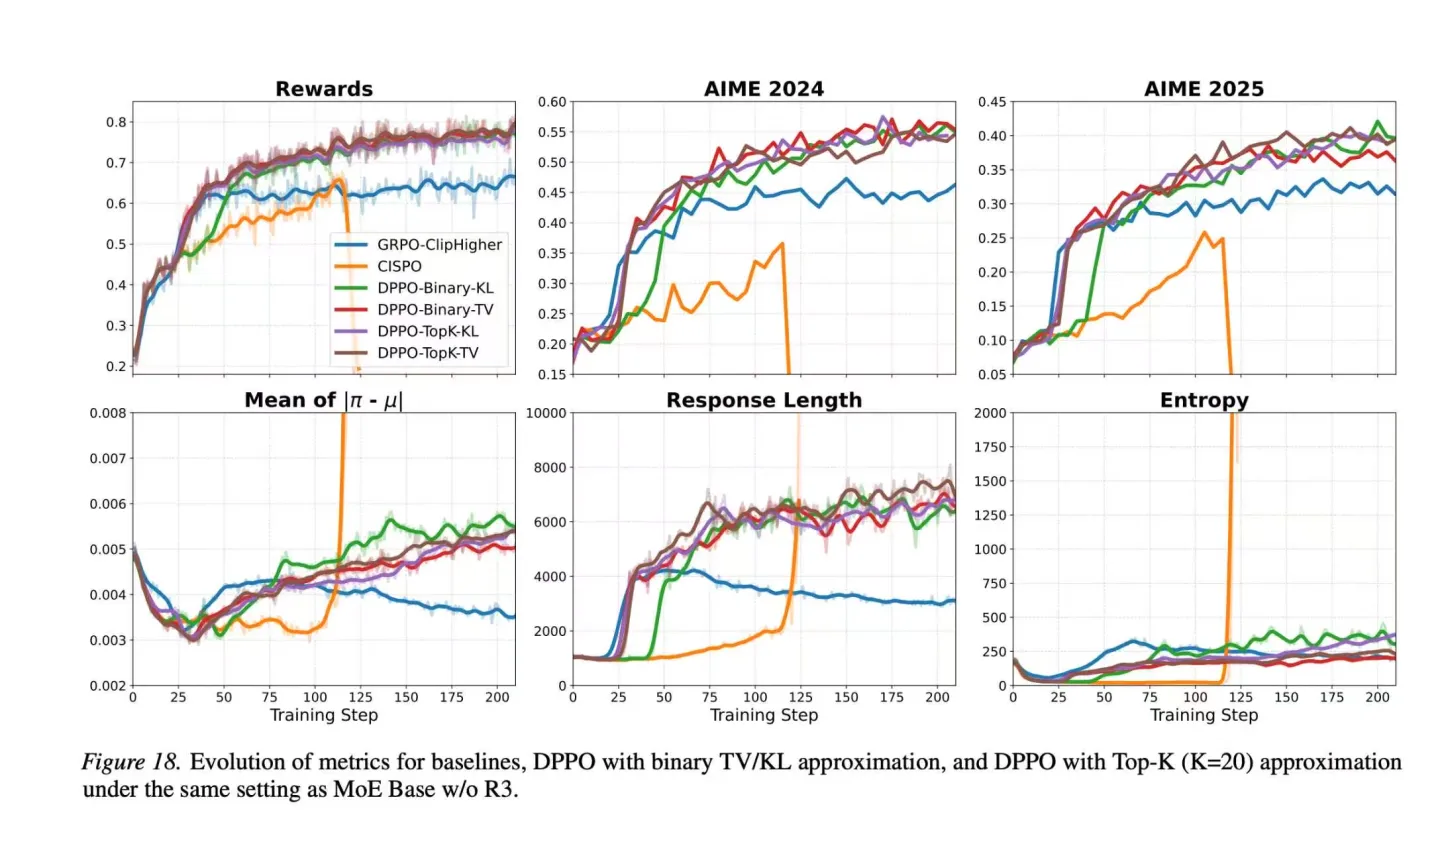 Rewards
AIME 2024
AIME 2025
0.8
0.7
0.6
0.5
0.4
0.3
0.2
GRPO-ClipHigher
CISPO
DPPO-Binary-KL
DPPO-Binary-TV
DPPO-TopK-KL
DPPO-TopK-TV
0.60
0.55
0.50
0.45
0.40
0.35
0.30
0.25
0.20
0.15
0.45
0.40
0.35
0.30
0.25
0.20
0.15
0.10
0.05
Mean of |π - μ|
Response Length
Entropy
0.008
0.007
0.006
0.005
0.004
0.003
0.002
0 25 50 75 100 125 150 175 200
Training Step
10000
8000
6000
4000
2000
0
0 25 50 75 100 125 150 175 200
Training Step
2000
1750
1500
1250
1000
750
500
250
0
0 25 50 75 100 125 150 175 200
Training Step
Figure 18. Evolution of metrics for baselines, DPPO with binary TV/KL approximation, and DPPO with Top-K (K=20) approximation
under the same setting as MoE Base w/o R3.